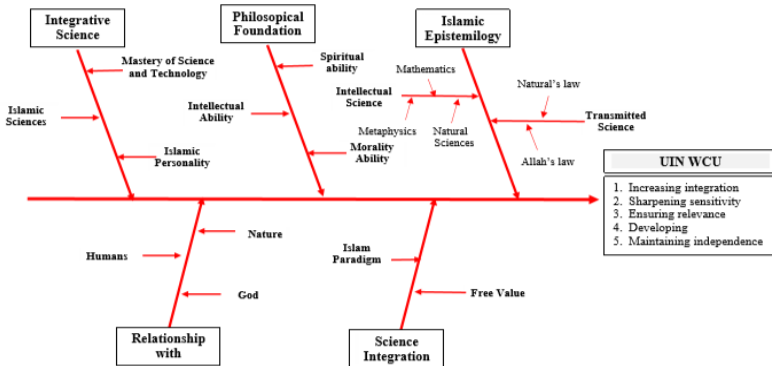 Integrative
Science
Philosopical
Foundation
Islamic
Epistemilogy
Mastery of Science
and Technology
Islamic
Sciences
Islamic
Personality
Spiritual
ability
Intellectual
Ability
Morality
Ability
Mathematics
Intellectual
Science
Metaphysics
Natural
Sciences
Natural's law
Transmitted
Science
Allah's law
UIN WCU
1. Increasing integration
2. Sharpening sensitivity
3. Ensuring relevance
4. Developing
5. Maintaining independence
Nature
Humans
God
Relationship
with
Islam
Paradigm
Free Value
Science
Integration